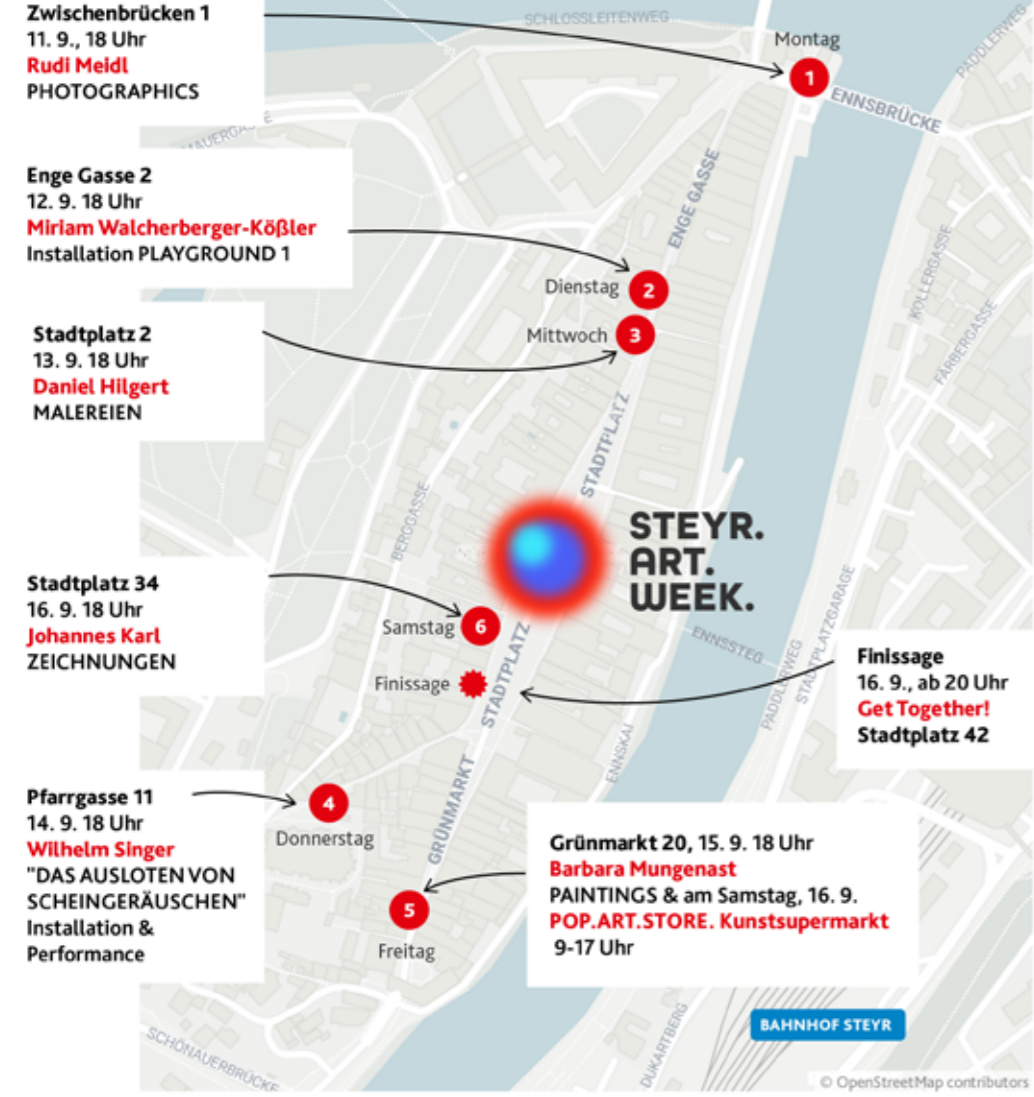 Zwischenbrücken 1
11. 9., 18 Uhr
Rudi Meidl
PHOTOGRAPHICS
SCHLOSSLEITENWEG
Montag
1
ENNSBRÜCKE
PADDLERWEG
MAUERGASSE
Enge Gasse 2
12. 9. 18 Uhr
Miriam Walcherberger-Kößler
Installation PLAYGROUND 1
ENGE GASSE
Dienstag
2
KOLLERGASSE
Stadtplatz 2
13. 9. 18 Uhr
Daniel Hilgert
MALEREIEN
Mittwoch
3
FÄRBERGASSE
STADTPLATZ
BERGGASSE
STEYR.
ART.
WEEK.
Stadtplatz 34
16. 9. 18 Uhr
Johannes Karl
ZEICHNUNGEN
Samstag
6
Finissage
STADTPLATZ
ENNSSTEG
PADDLERWEG
STADTPLATZGARAGE
Finissage
16. 9., ab 20 Uhr
Get Together!
Stadtplatz 42
ENNSKAI
Pfarrgasse 11
14. 9. 18 Uhr
Wilhelm Singer
"DAS AUSLOTEN VON
SCHEINGERÄUSCHEN"
Installation &
Performance
4
Donnerstag
GRÜNMARKT
Grünmarkt 20, 15. 9. 18 Uhr
Barbara Mungenast
PAINTINGS & am Samstag, 16. 9.
POP.ART.STORE. Kunstsupermarkt
9-17 Uhr
5
Freitag
BAHNHOF STEYR
SCHÖNAUERBRÜCKE
DUKARTBERG
© OpenStreetMap contributors